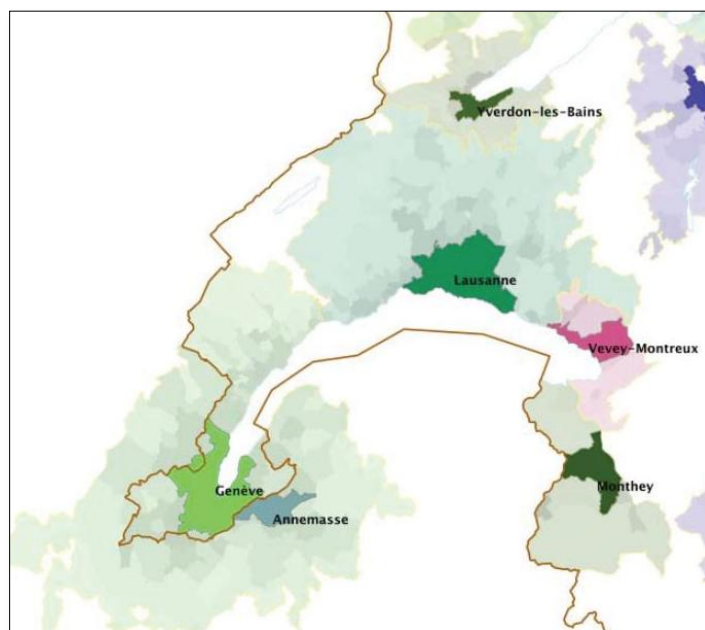 Yverdon-les-Bains
Lausanne
Vevey-Montreux
Genève
Monthey
Annemasse